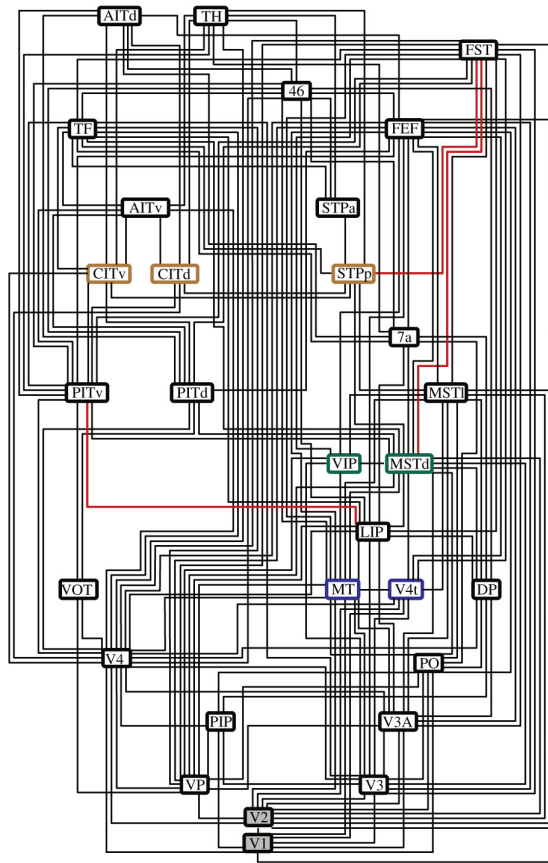 AITd TH
FST
46
TF FEF
AITv STPa
CITv CITd STPp
7a
PITv PITd MSTl
VIP MSTd
LIP
VOT MT V4t DP
V4 PO
PIP V3A
VP V3
V2
V1